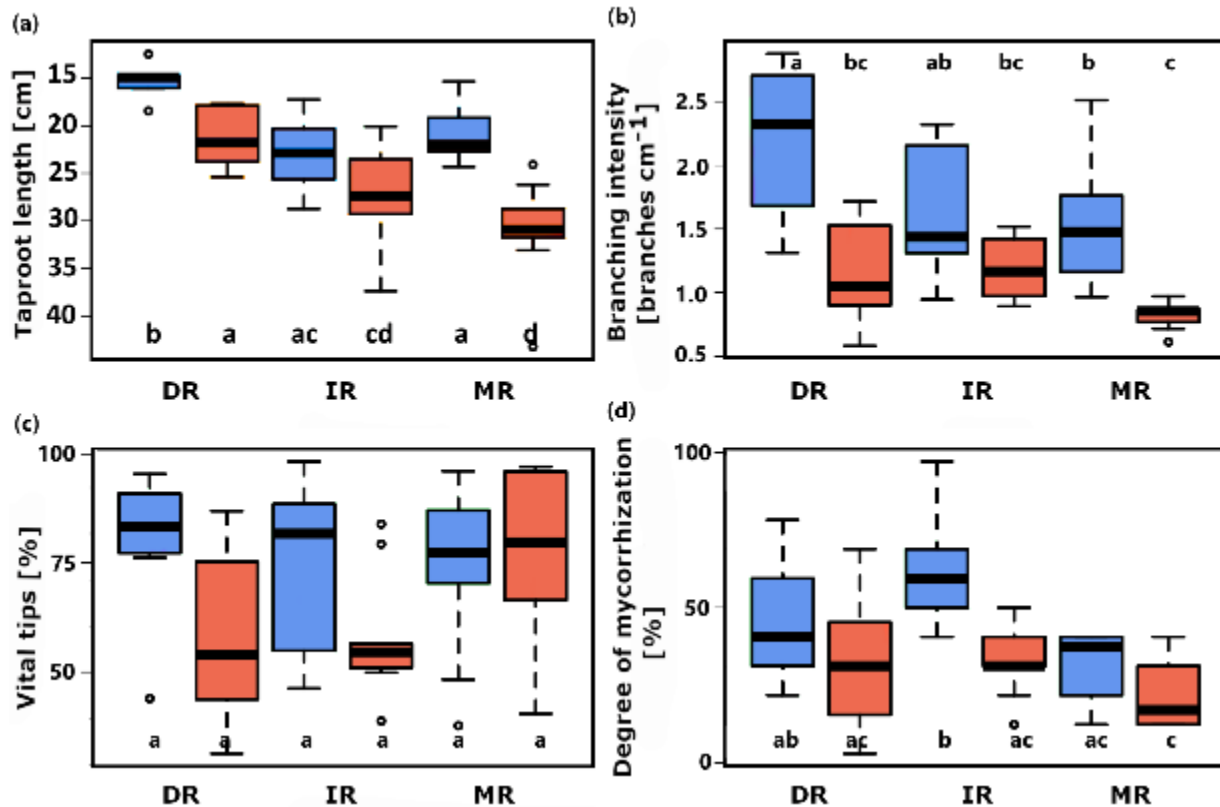 (a)
Taproot length [cm]
15
20
25
30
35
40
b a ac cd a d
DR IR MR
(b)
Branching intensity
[branches cm⁻¹]
2.5
2.0
1.5
1.0
0.5
a bc ab bc b c
DR IR MR
(c)
Vital tips [%]
100
75
50
a a a a a a
DR IR MR
(d)
Degree of mycorrhization
[%]
100
50
0
ab ac b ac ac c
DR IR MR